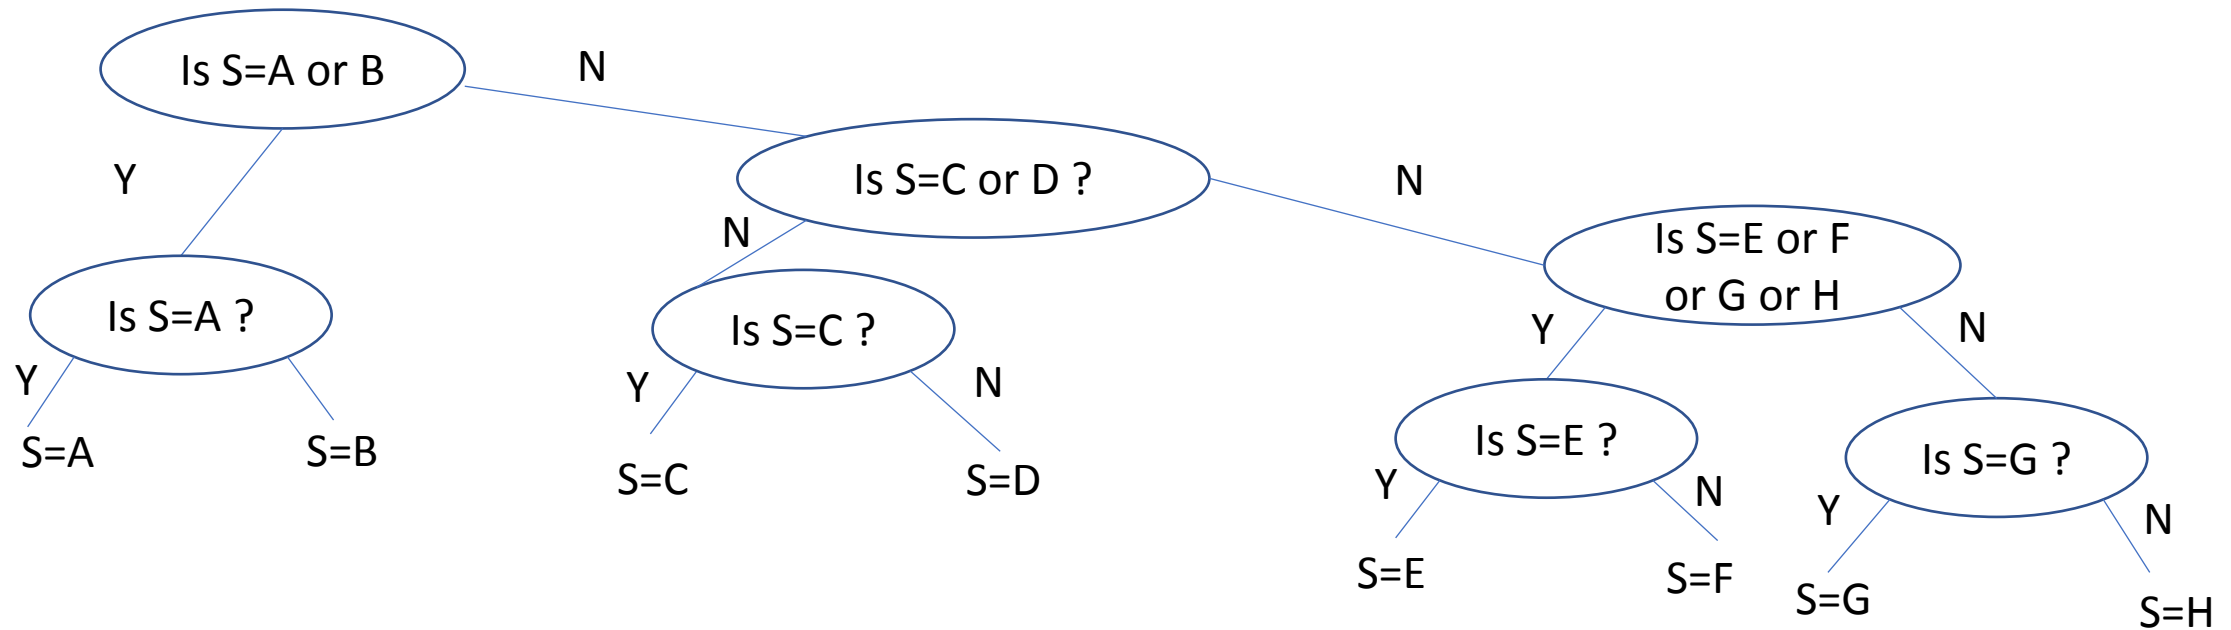 Is S=A or B
N
Y
Is S=C or D ?
N
N
Is S=E or F
or G or H
Is S=A ?
Y
S=A
S=B
Is S=C ?
Y
N
S=C
S=D
Y
N
Is S=E ?
Y
N
S=E
S=F
Is S=G ?
Y
N
S=G
S=H